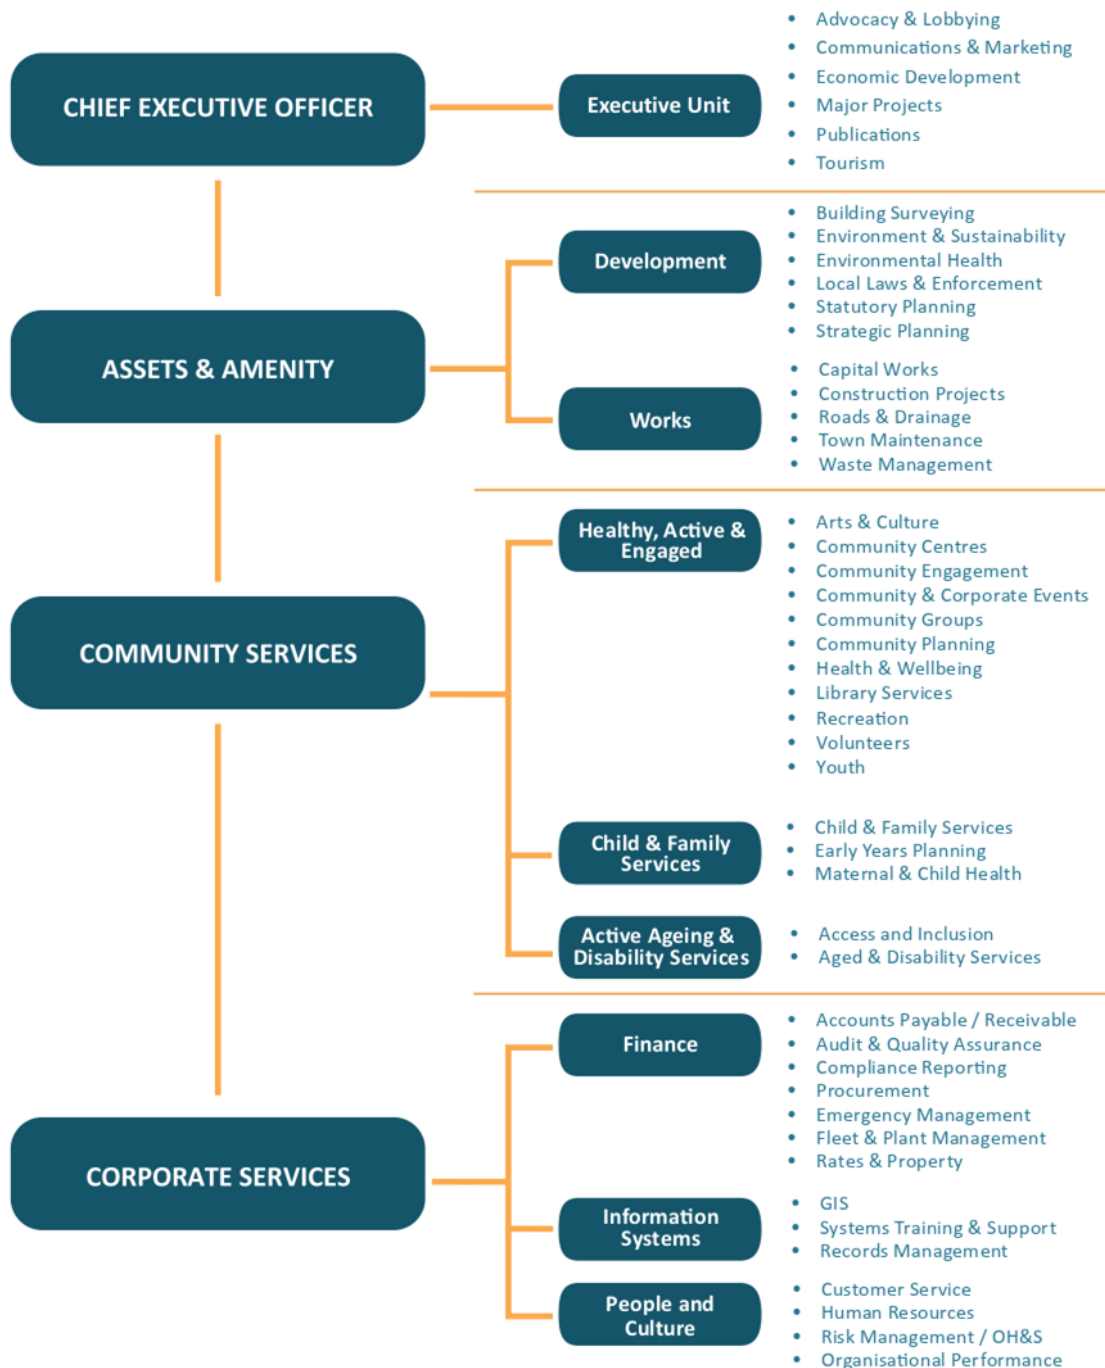 CHIEF EXECUTIVE OFFICER
Executive Unit
• Advocacy & Lobbying
• Communications & Marketing
• Economic Development
• Major Projects
• Publications
• Tourism
ASSETS & AMENITY
Development
• Building Surveying
• Environment & Sustainability
• Environmental Health
• Local Laws & Enforcement
• Statutory Planning
• Strategic Planning
Works
• Capital Works
• Construction Projects
• Roads & Drainage
• Town Maintenance
• Waste Management
COMMUNITY SERVICES
Healthy, Active &
Engaged
• Arts & Culture
• Community Centres
• Community Engagement
• Community & Corporate Events
• Community Groups
• Community Planning
• Health & Wellbeing
• Library Services
• Recreation
• Volunteers
• Youth
Child & Family
Services
• Child & Family Services
• Early Years Planning
• Maternal & Child Health
Active Ageing &
Disability Services
• Access and Inclusion
• Aged & Disability Services
CORPORATE SERVICES
Finance
• Accounts Payable / Receivable
• Audit & Quality Assurance
• Compliance Reporting
• Procurement
• Emergency Management
• Fleet & Plant Management
• Rates & Property
Information
Systems
• GIS
• Systems Training & Support
• Records Management
People and
Culture
• Customer Service
• Human Resources
• Risk Management / OH&S
• Organisational Performance